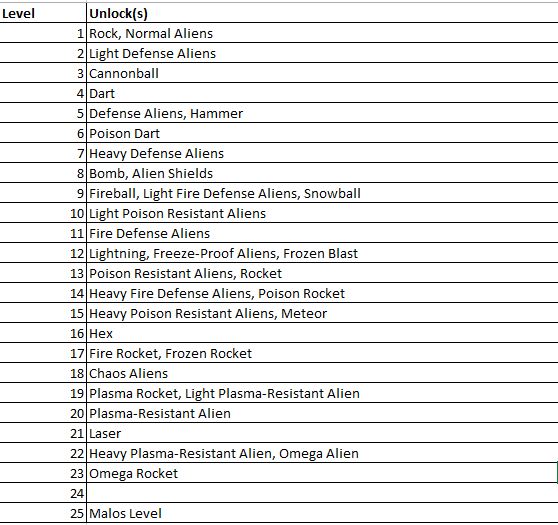 Level Unlock(s)
1 Rock, Normal Aliens
2 Light Defense Aliens
3 Cannonball
4 Dart
5 Defense Aliens, Hammer
6 Poison Dart
7 Heavy Defense Aliens
8 Bomb, Alien Shields
9 Fireball, Light Fire Defense Aliens, Snowball
10 Light Poison Resistant Aliens
11 Fire Defense Aliens
12 Lightning, Freeze-Proof Aliens, Frozen Blast
13 Poison Resistant Aliens, Rocket
14 Heavy Fire Defense Aliens, Poison Rocket
15 Heavy Poison Resistant Aliens, Meteor
16 Hex
17 Fire Rocket, Frozen Rocket
18 Chaos Aliens
19 Plasma Rocket, Light Plasma-Resistant Alien
20 Plasma-Resistant Alien
21 Laser
22 Heavy Plasma-Resistant Alien, Omega Alien
23 Omega Rocket
24
25 Malos Level